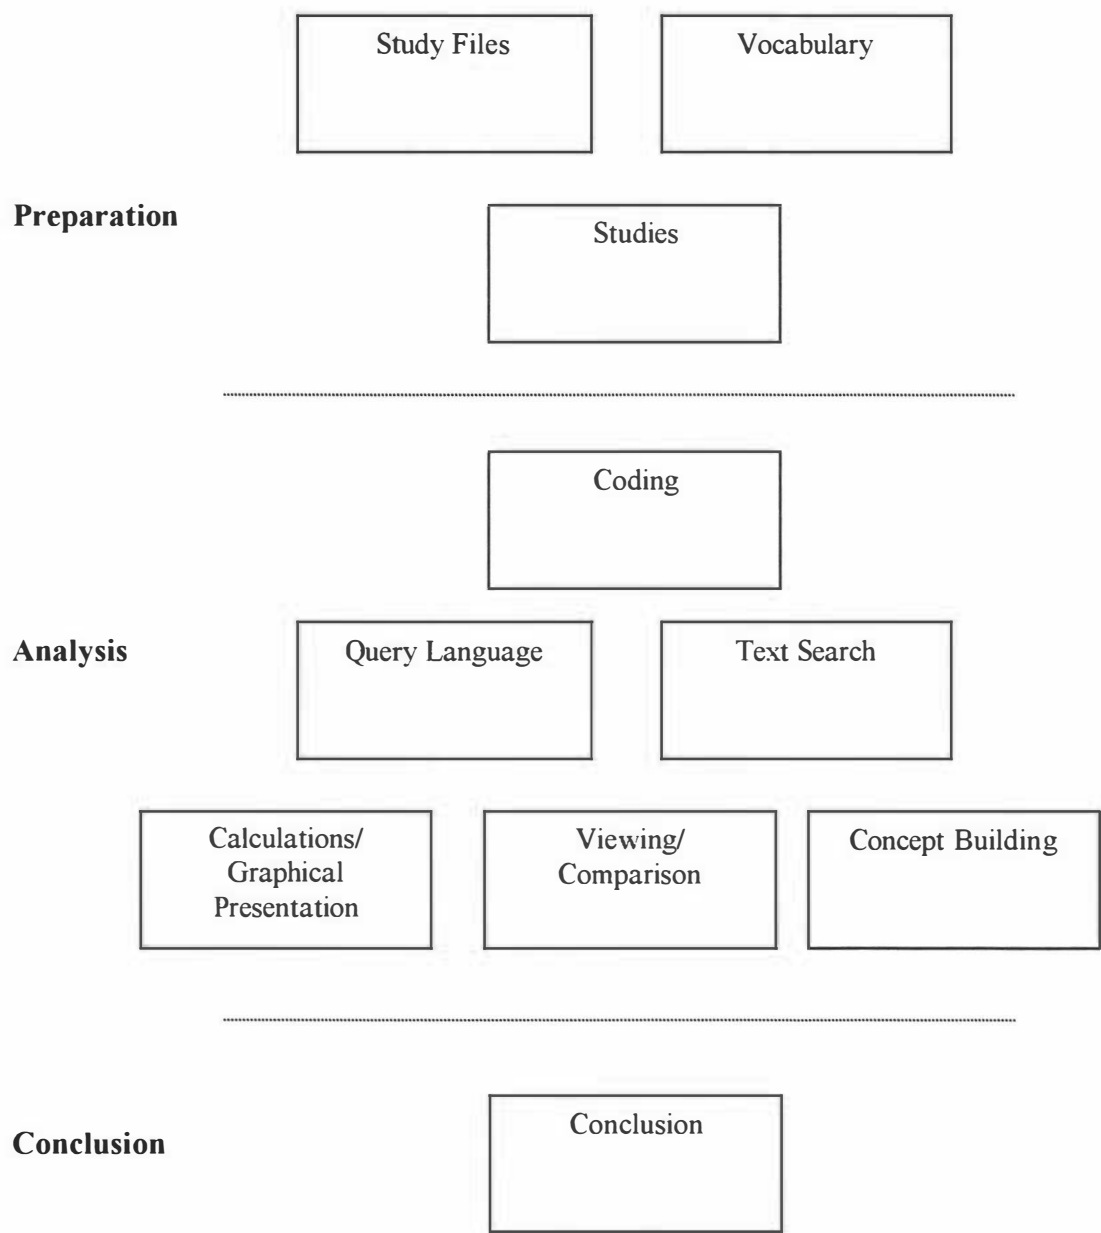 Study Files
Vocabulary
Preparation
Studies
Coding
Analysis
Query Language
Text Search
Calculations/
Graphical
Presentation
Viewing/
Comparison
Concept Building
Conclusion
Conclusion